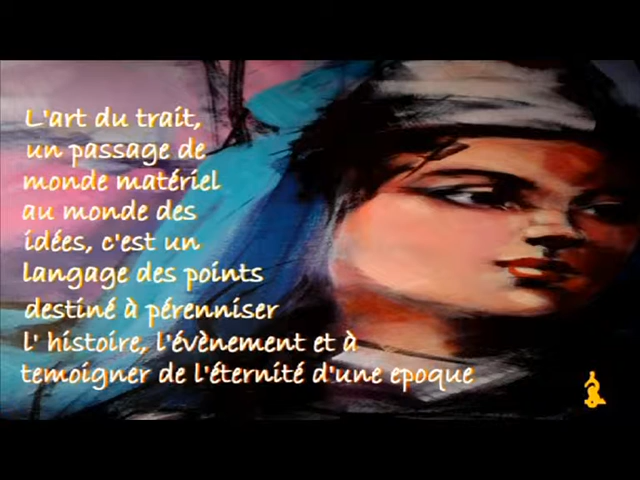 L'art du trait,
un passage de
monde matériel
au monde des
idées, c'est un
langage des points
destiné à pérenniser
l' histoire, l'évènement et à
temoigner de l'éternité d'une epoque